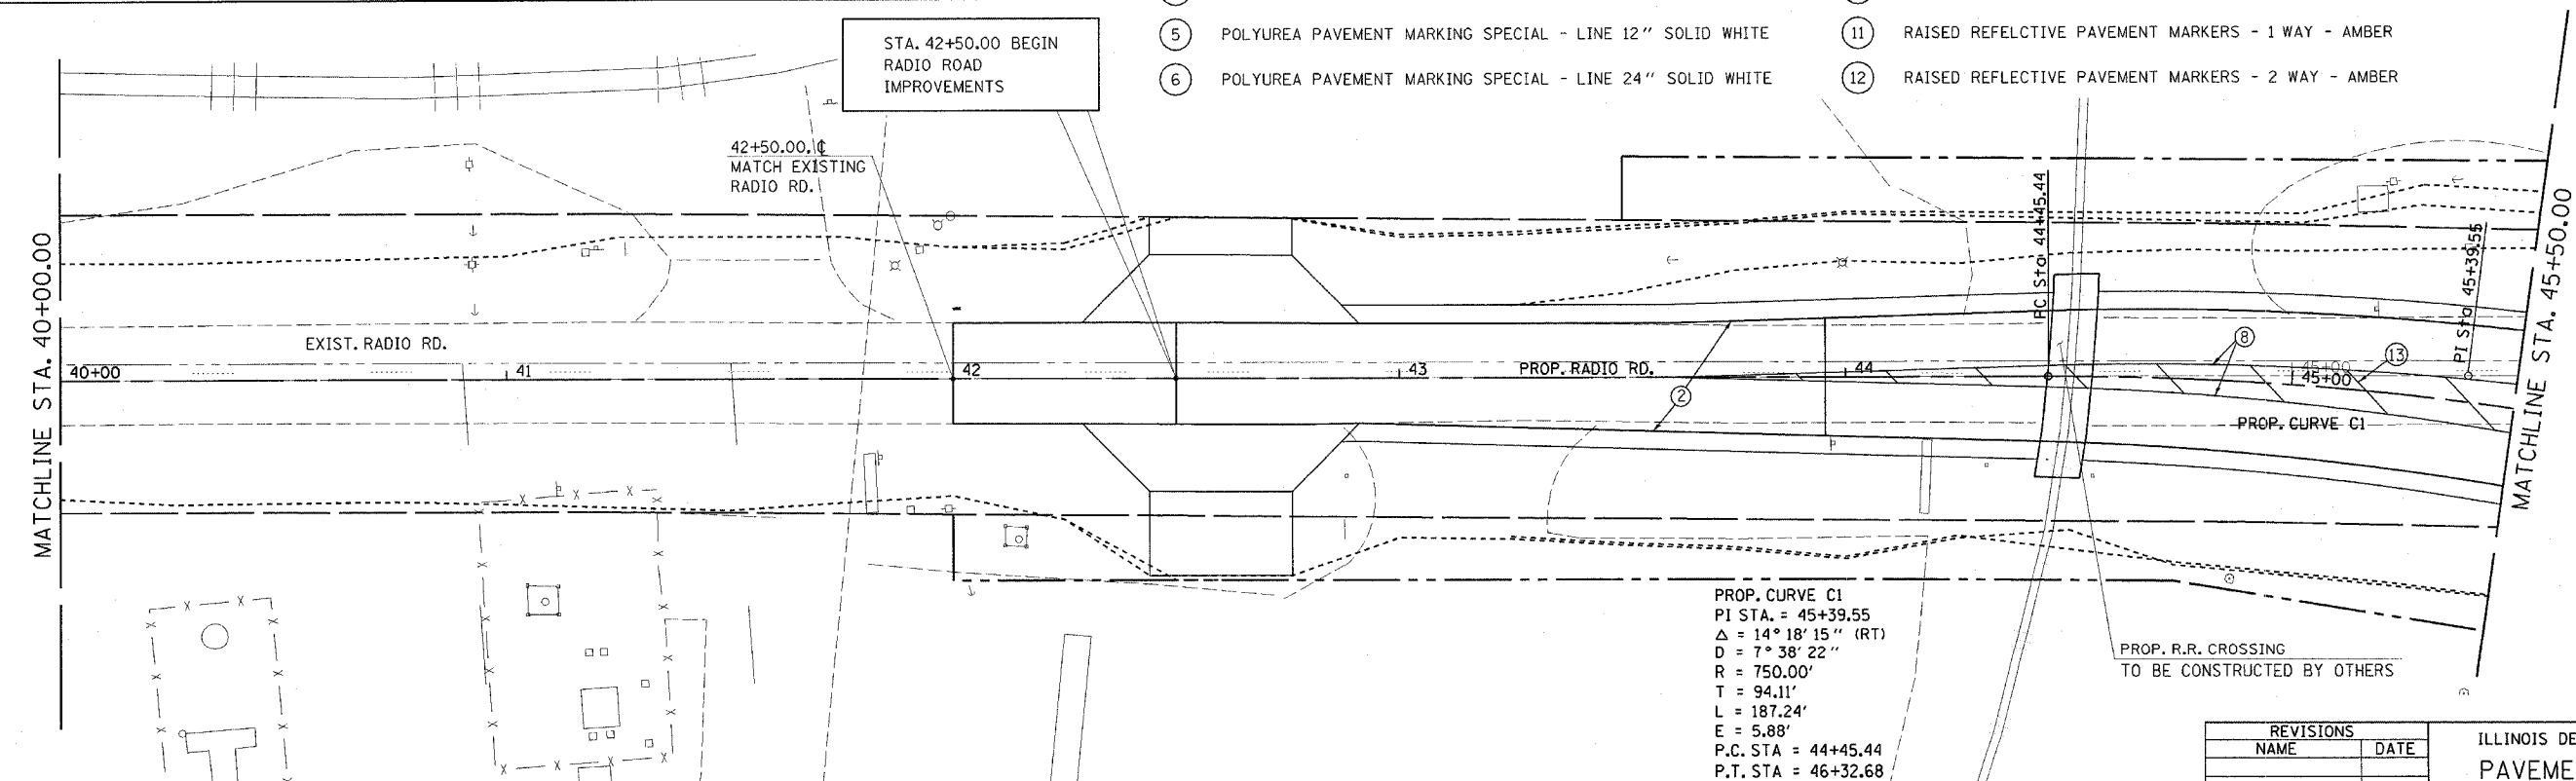 5 POLYUREA PAVEMENT MARKING SPECIAL - LINE 12" SOLID WHITE
11 RAISED REFELCTIVE PAVEMENT MARKERS - 1 WAY - AMBER
6 POLYUREA PAVEMENT MARKING SPECIAL - LINE 24" SOLID WHITE
12 RAISED REFLECTIVE PAVEMENT MARKERS - 2 WAY - AMBER
STA. 42+50.00 BEGIN
RADIO ROAD
IMPROVEMENTS
42+50.00, ℄
MATCH EXISTING
RADIO RD.
MATCHLINE STA. 40+00.00
EXIST. RADIO RD.
40+00
41
42
43
PROP. RADIO RD.
2
44
PC Sta 44+45.44
8
13
45+00
45+00
PI Sta 45+39.55
PROP. CURVE C1
MATCHLINE STA. 45+50.00
PROP. CURVE C1
PI STA. = 45+39.55
Δ = 14° 18' 15" (RT)
D = 7° 38' 22"
R = 750.00'
T = 94.11'
L = 187.24'
E = 5.88'
P.C. STA = 44+45.44
P.T. STA = 46+32.68
PROP. R.R. CROSSING
TO BE CONSTRUCTED BY OTHERS
REVISIONS
NAME DATE
ILLINOIS DE
PAVEME